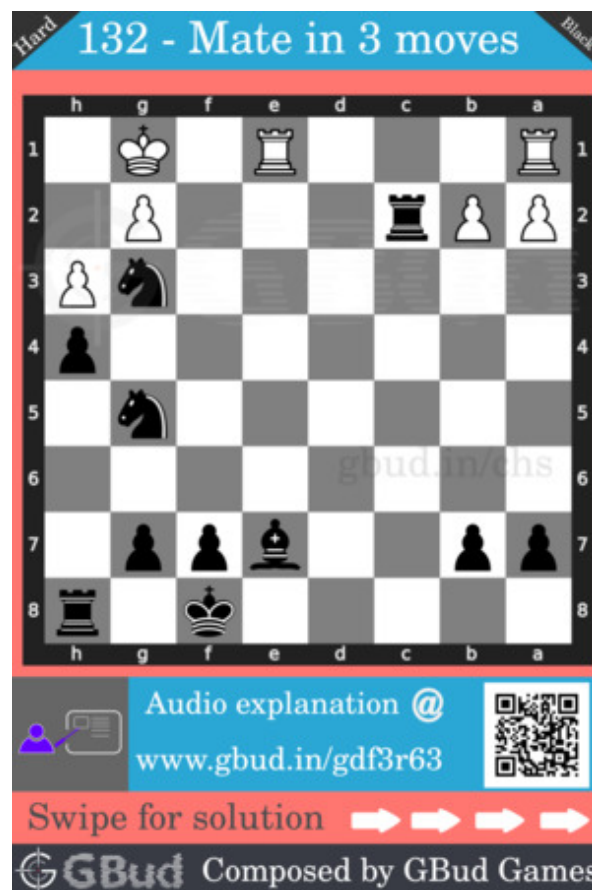 Hard
132 - Mate in 3 moves
Black
h g f e d c b a
1 1
2 2
3 3
4 4
5 5
6 6
gbud.in/chs
7 7
8 8
h g f e d c b a
Audio explanation @
www.gbud.in/gdf3r63
Swipe for solution
GBud Composed by GBud Games